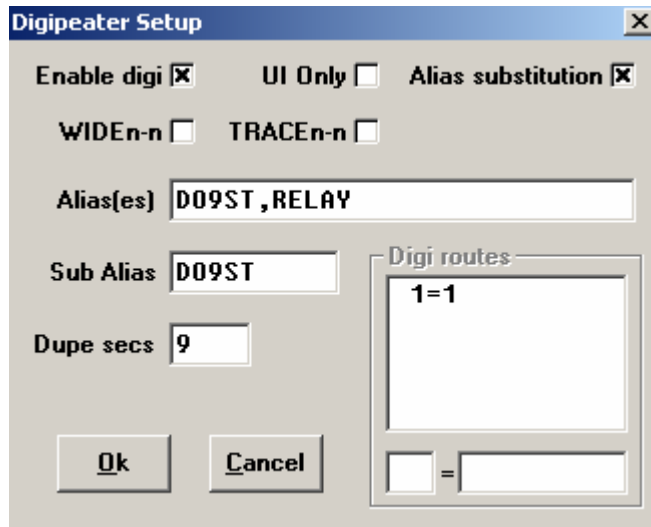 Digipeater Setup
Enable digi UI Only Alias substitution
WIDEn-n TRACEn-n
Alias(es) DO9ST,RELAY
Sub Alias DO9ST
Digi routes
1=1
Dupe secs 9
Ok Cancel
=